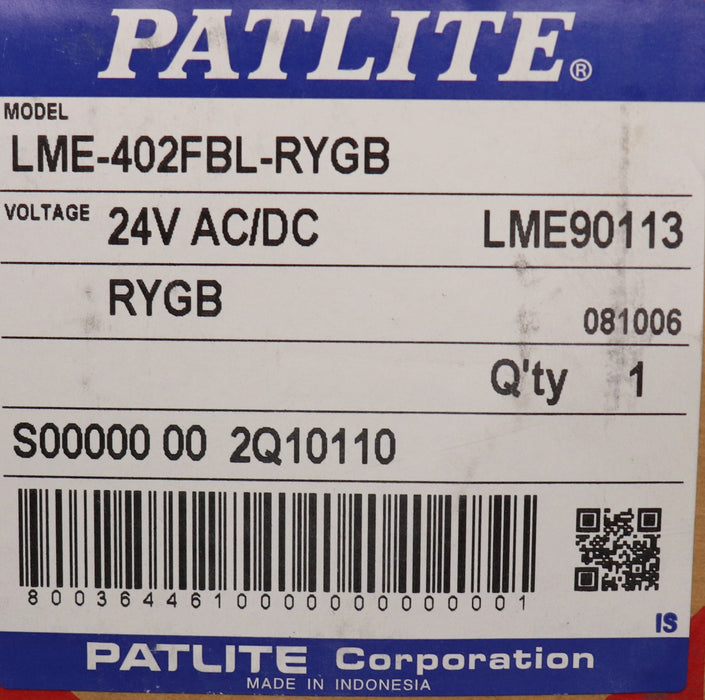 PATLITE®
MODEL
LME-402FBL-RYGB
VOLTAGE 24V AC/DC LME90113
RYGB
081006
Q'ty 1
S00000 00 2Q10110
80036446100000000000001
IS
PATLITE Corporation
MADE IN INDONESIA